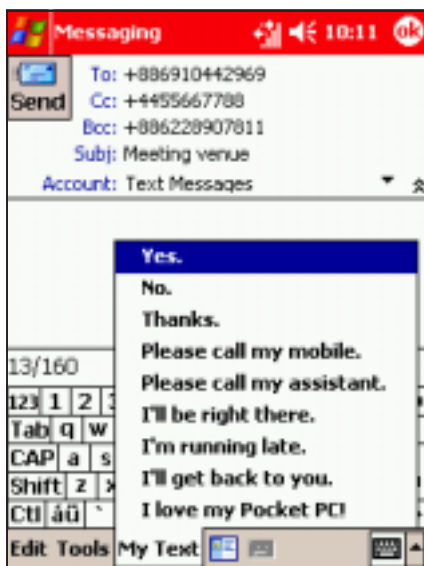 Messaging 10:11 ok
Send
To: +886910442969
Cc: +4455667788
Bcc: +886228907811
Subj: Meeting venue
Account: Text Messages
Yes.
No.
Thanks.
Please call my mobile.
Please call my assistant.
I'll be right there.
I'm running late.
I'll get back to you.
I love my Pocket PC!
13/160
123 1 2
Tab q w
CAP a s
Shift z
Ctl áü `
Edit Tools My Text